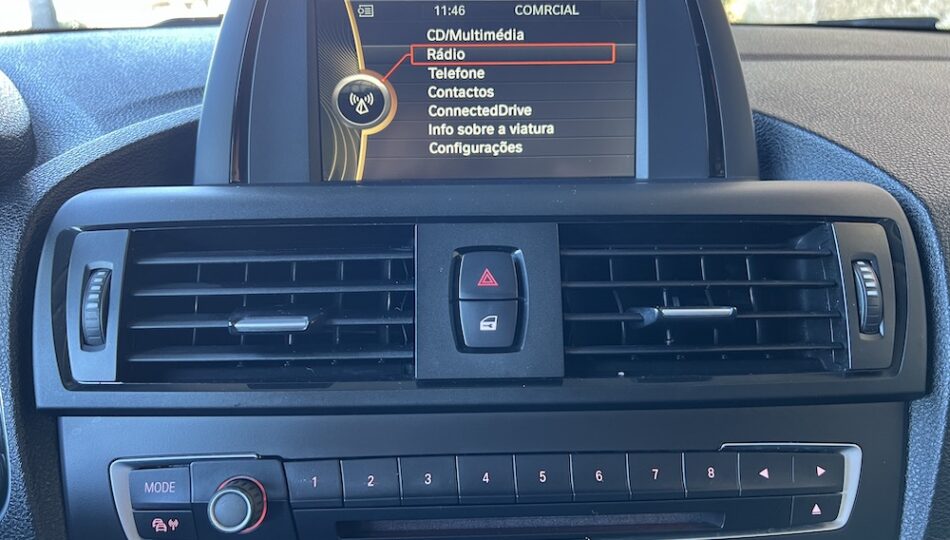 11:46 COMRCIAL
CD/Multimédia
Rádio
Telefone
Contactos
ConnectedDrive
Info sobre a viatura
Configurações
MODE 1 2 3 4 5 6 7 8